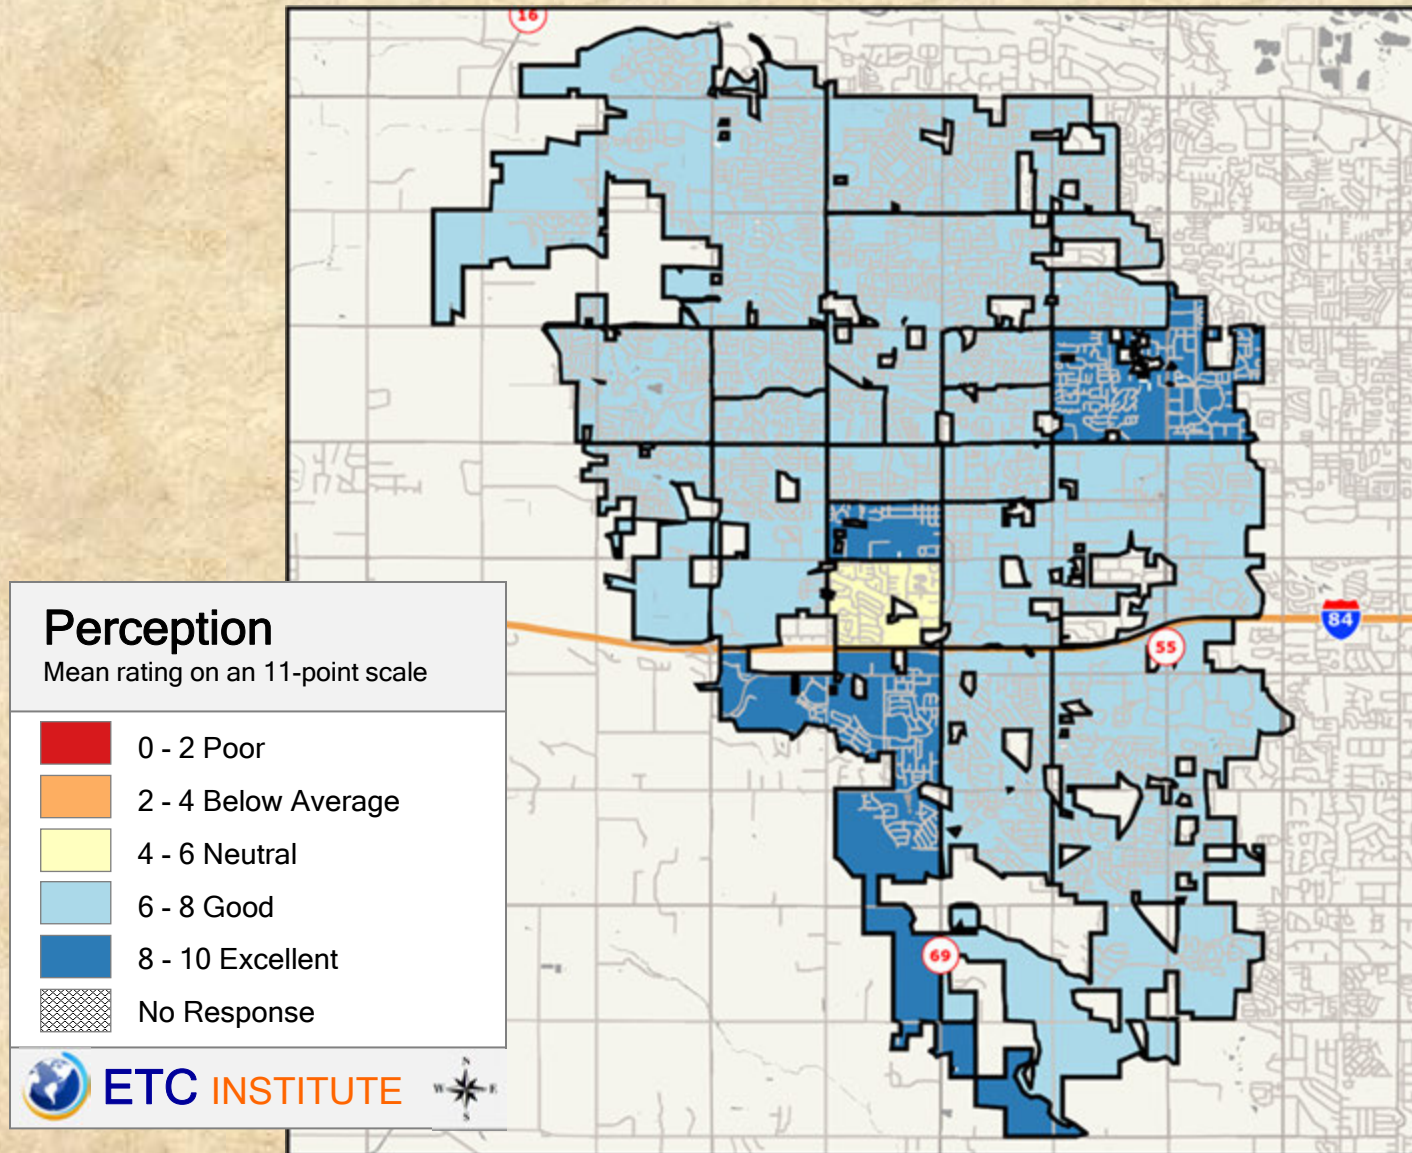 16
84
55
69
Perception
Mean rating on an 11-point scale
0 - 2 Poor
2 - 4 Below Average
4 - 6 Neutral
6 - 8 Good
8 - 10 Excellent
No Response
ETC INSTITUTE
N
W E
S